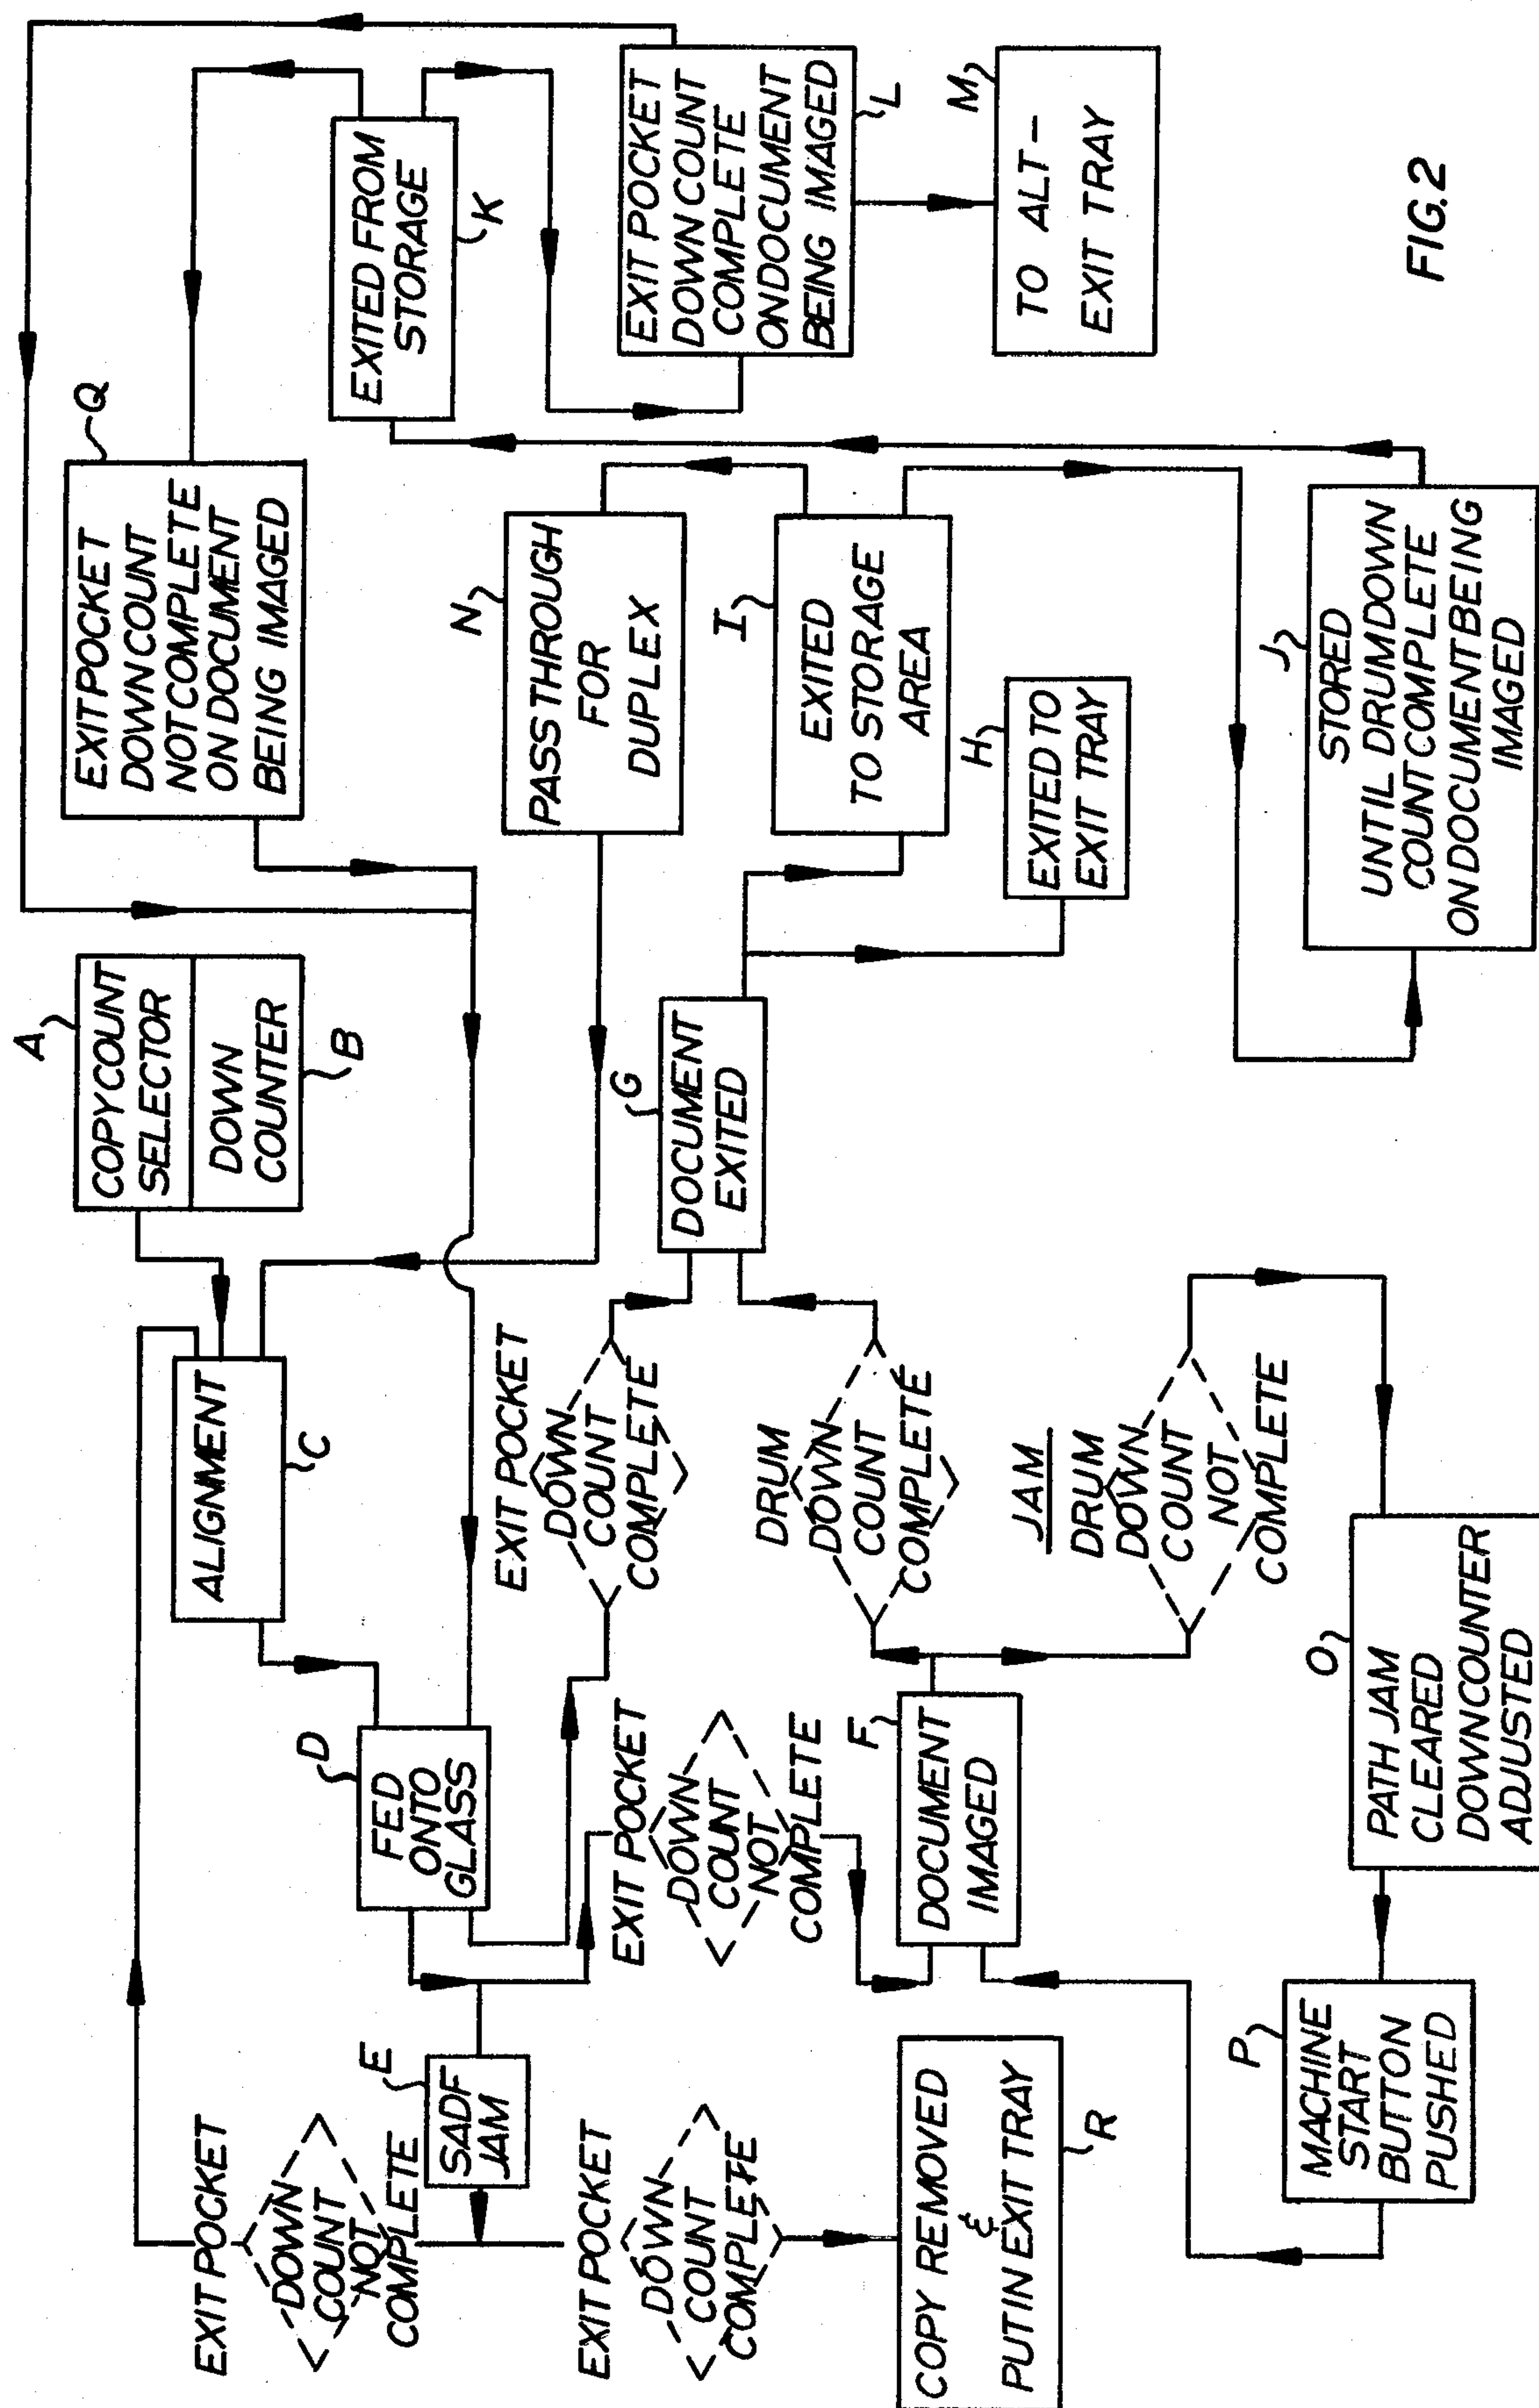 EXIT POCKET
DOWN
COUNT
NOT
COMPLETE
E
SADF
JAM
EXIT POCKET
DOWN
COUNT
COMPLETE
COPY REMOVED
&
PUT IN EXIT TRAY
R
ALIGNMENT
C
D
FED
ONTO
GLASS
EXIT POCKET
DOWN
COUNT
NOT
COMPLETE
F
DOCUMENT
IMAGED
P
MACHINE
START
BUTTON
PUSHED
EXIT POCKET
DOWN
COUNT
COMPLETE
DRUM
DOWN
COUNT
COMPLETE
JAM
DRUM
DOWN
COUNT
NOT
COMPLETE
O
PATH JAM
CLEARED
DOWN COUNTER
ADJUSTED
A
COPY COUNT
SELECTOR
DOWN
COUNTER
B
G
DOCUMENT
EXITED
Q
EXIT POCKET
DOWN COUNT
NOT COMPLETE
ON DOCUMENT
BEING IMAGED
N
PASS THROUGH
FOR
DUPLEX
I
EXITED
TO STORAGE
AREA
H
EXITED TO
EXIT TRAY
J
STORED
UNTIL DRUM DOWN
COUNT COMPLETE
ON DOCUMENT BEING
IMAGED
EXITED FROM
STORAGE
K
EXIT POCKET
DOWN COUNT
COMPLETE
ON DOCUMENT
BEING IMAGED
L
M
TO ALT-
EXIT TRAY
FIG. 2